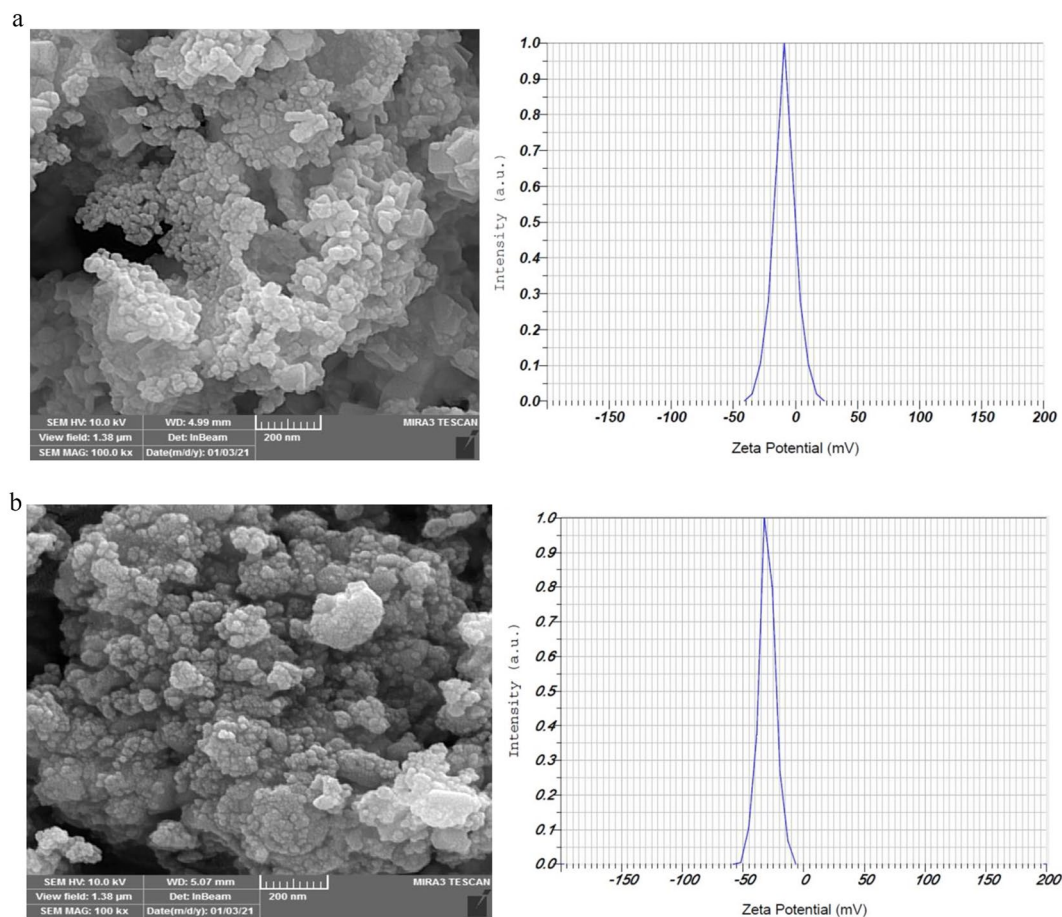 a
SEM HV: 10.0 kV
WD: 4.99 mm
MIRA3 TESCAN
View field: 1.38 µm
Det: InBeam
200 nm
SEM MAG: 100.0 kx
Date(m/d/y): 01/03/21
Intensity (a.u.)
1.0
0.9
0.8
0.7
0.6
0.5
0.4
0.3
0.2
0.1
0.0
-150 -100 -50 0 50 100 150 200
Zeta Potential (mV)
b
SEM HV: 10.0 kV
WD: 5.07 mm
MIRA3 TESCAN
View field: 1.38 µm
Det: InBeam
200 nm
SEM MAG: 100 kx
Date(m/d/y): 01/03/21
Intensity (a.u.)
1.0
0.9
0.8
0.7
0.6
0.5
0.4
0.3
0.2
0.1
0.0
-150 -100 -50 0 50 100 150 200
Zeta Potential (mV)